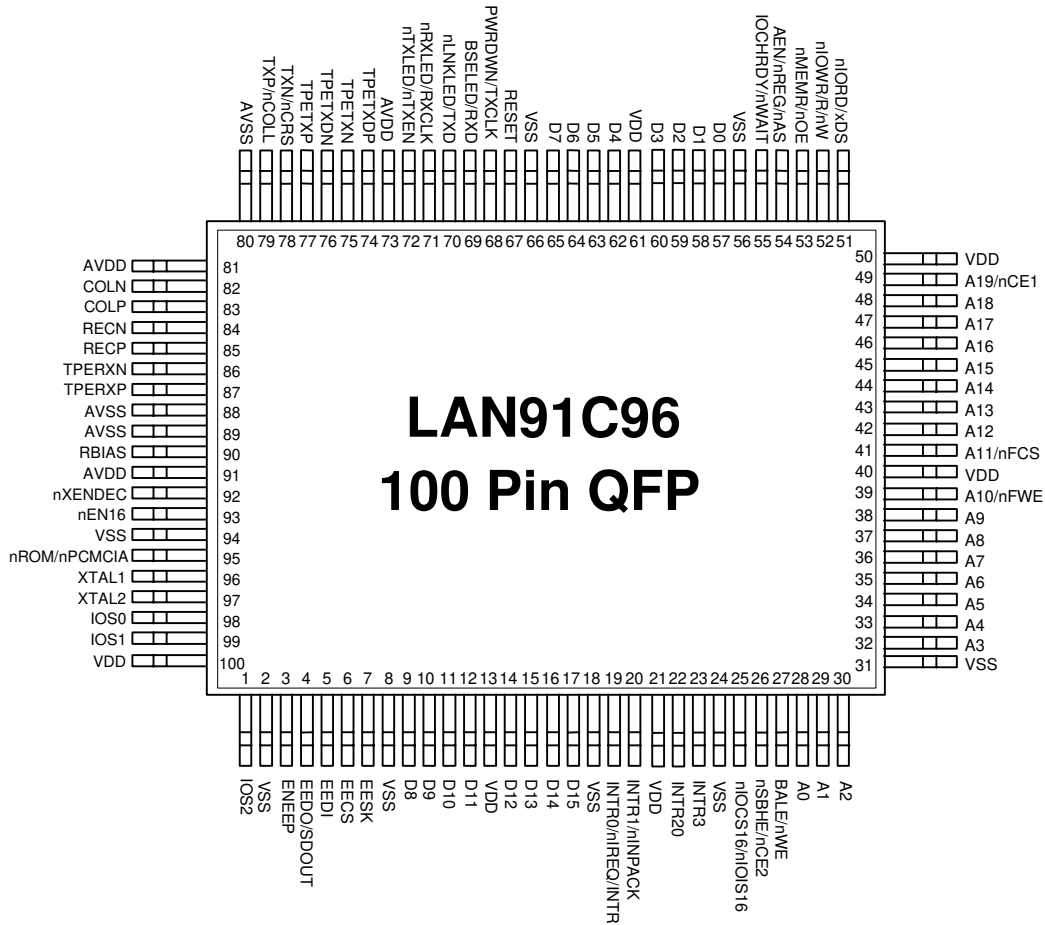 AVSS
TXP/nCOLL
TXN/nCRS
TPETXP
TPETXDN
TPETXN
TPETXDP
AVDD
nTXLED/nTXEN
nRXLED/RXCLK
nLNKLED/TXD
BSELED/RXD
PWRDWN/TXCLK
RESET
VSS
D7
D6
D5
D4
VDD
D3
D2
D1
D0
VSS
IOCHRDY/nWAIT
AEN/nREG/nAS
nMEMR/nOE
nIOWR/R/nW
nIORD/xDS
80 79 78 77 76 75 74 73 72 71 70 69 68 67 66 65 64 63 62 61 60 59 58 57 56 55 54 53 52 51
AVDD 81
COLN 82
COLP 83
RECN 84
RECP 85
TPERXN 86
TPERXP 87
AVSS 88
AVSS 89
RBIAS 90
AVDD 91
nXENDEC 92
nEN16 93
VSS 94
nROM/nPCMCIA 95
XTAL1 96
XTAL2 97
IOS0 98
IOS1 99
VDD 100
LAN91C96
100 Pin QFP
50 VDD
49 A19/nCE1
48 A18
47 A17
46 A16
45 A15
44 A14
43 A13
42 A12
41 A11/nFCS
40 VDD
39 A10/nFWE
38 A9
37 A8
36 A7
35 A6
34 A5
33 A4
32 A3
31 VSS
1 2 3 4 5 6 7 8 9 10 11 12 13 14 15 16 17 18 19 20 21 22 23 24 25 26 27 28 29 30
IOS2
VSS
ENEEP
EEDO/SDOUT
EEDI
EECS
EESK
VSS
D8
D9
D10
D11
VDD
D12
D13
D14
D15
VSS
INTR0/nIREQ/INTR
INTR1/nINPACK
VDD
INTR20
INTR3
VSS
nIOCS16/nIOIS16
nSBHE/nCE2
BALE/nWE
A0
A1
A2